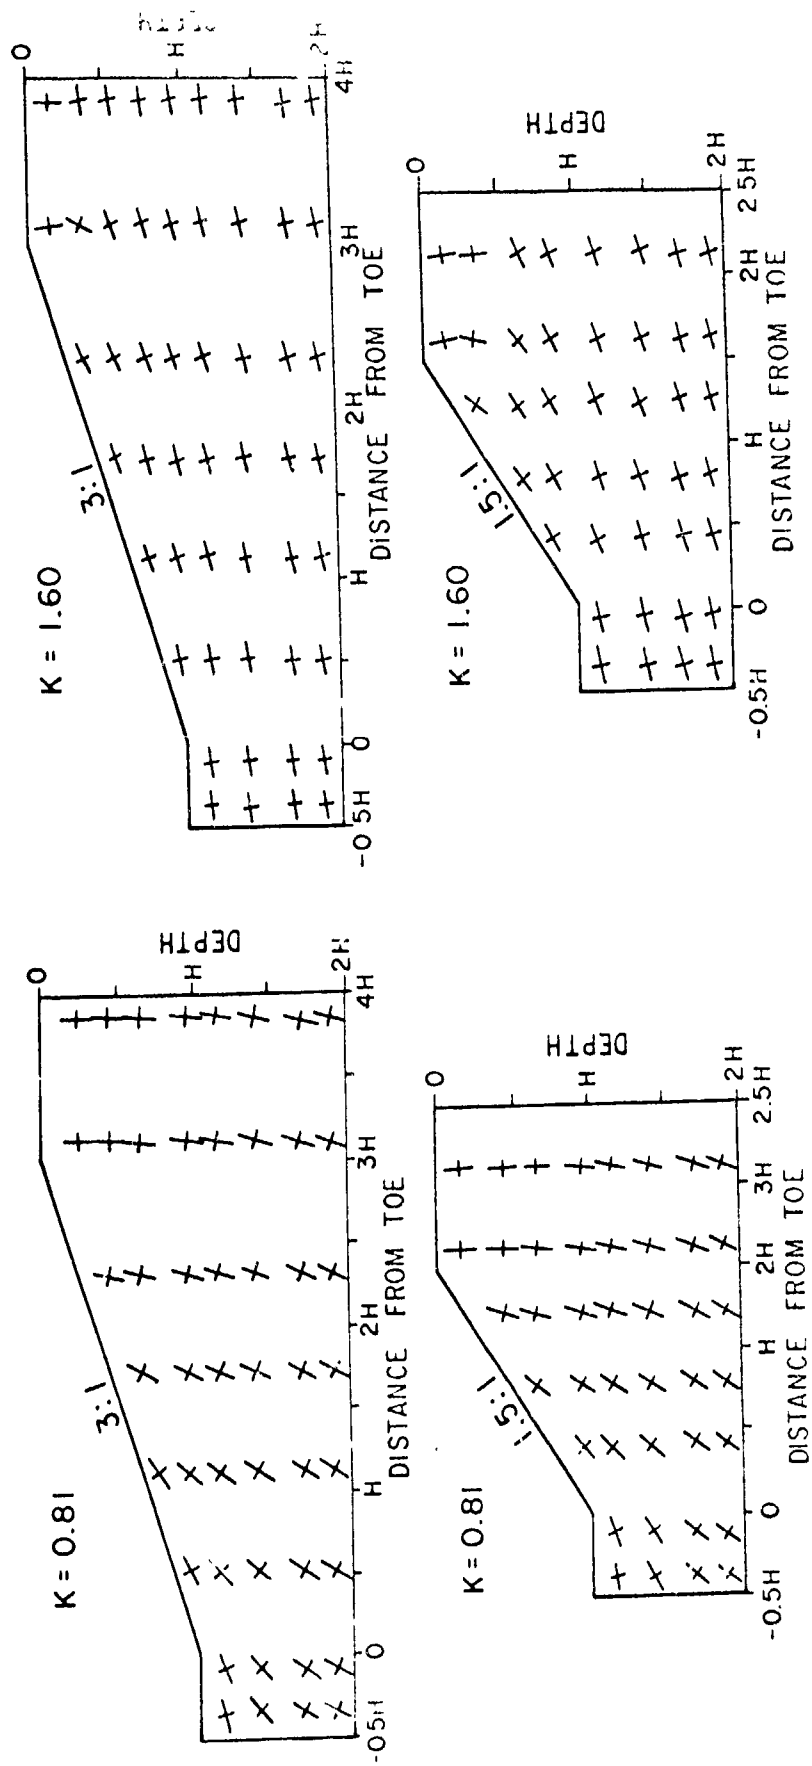 K = 0.81
3:1
0
H
2H
DEPTH
-0.5H 0 H 2H 3H 4H
DISTANCE FROM TOE
K = 1.60
3:1
0
H
2H
DEPTH
-0.5H 0 H 2H 3H 4H
DISTANCE FROM TOE
K = 0.81
1.5:1
0
H
2H
DEPTH
-0.5H 0 H 2H 3H 2.5H
DISTANCE FROM TOE
K = 1.60
1.5:1
0
H
2H
DEPTH
-0.5H 0 H 2H 2.5H
DISTANCE FROM TOE